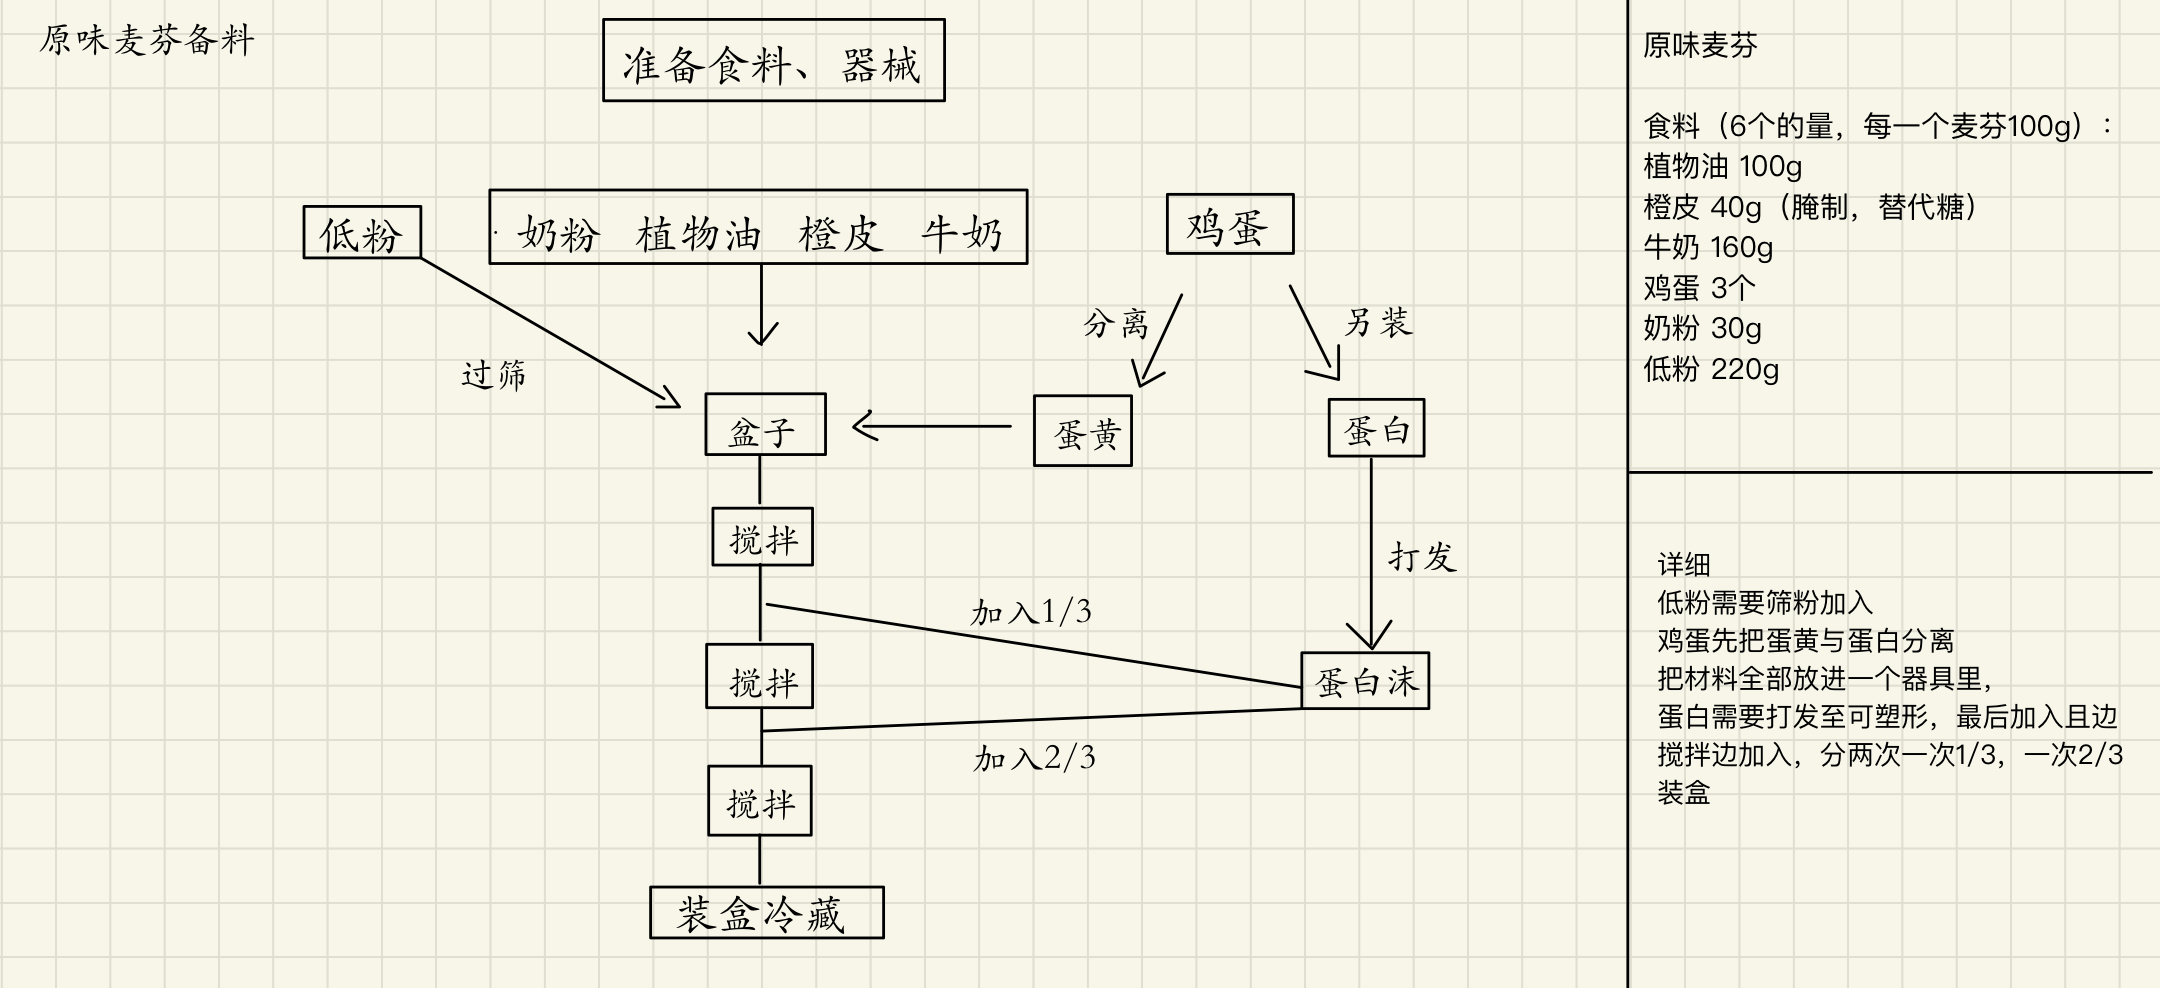 原味麦芬备料
准备食料、器械
低粉
奶粉 植物油 橙皮 牛奶
鸡蛋
分离
另装
过筛
盆子
蛋黄
蛋白
搅拌
打发
加入1/3
搅拌
蛋白沫
加入2/3
搅拌
装盒冷藏
原味麦芬
食料（6个的量，每一个麦芬100g）：
植物油 100g
橙皮 40g（腌制，替代糖）
牛奶 160g
鸡蛋 3个
奶粉 30g
低粉 220g
详细
低粉需要筛粉加入
鸡蛋先把蛋黄与蛋白分离
把材料全部放进一个器具里，
蛋白需要打发至可塑形，最后加入且边
搅拌边加入，分两次一次1/3，一次2/3
装盒